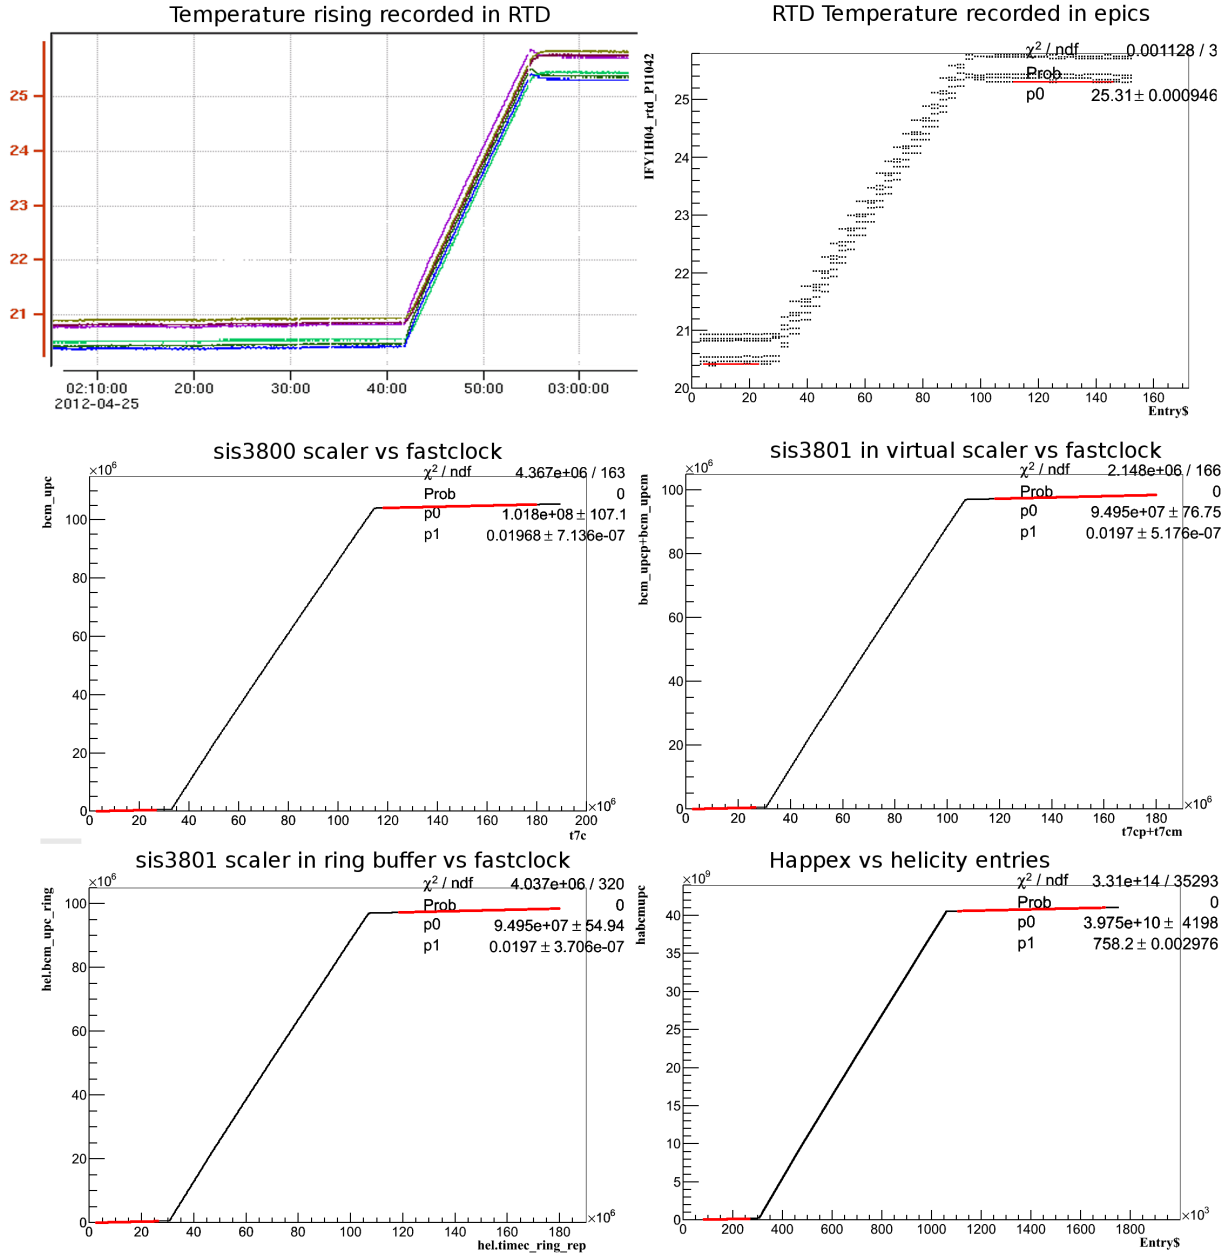 Temperature rising recorded in RTD
25
24
23
22
21
02:10:00 20:00 30:00 40:00 50:00 03:00:00
2012-04-25
RTD Temperature recorded in epics
IFY1H04_rtd_P11042
χ² / ndf 0.001128 / 3
Prob
p0 25.31 ± 0.000946
25
24
23
22
21
20
0 20 40 60 80 100 120 140 160
Entry$
sis3800 scaler vs fastclock
×10⁶
bcm_upc
χ² / ndf 4.367e+06 / 163
Prob 0
p0 1.018e+08 ± 107.1
p1 0.01968 ± 7.136e-07
100
80
60
40
20
0
0 20 40 60 80 100 120 140 160 180 200
×10⁶
t7c
sis3801 in virtual scaler vs fastclock
×10⁶
bcm_upcp+bcm_upcm
χ² / ndf 2.148e+06 / 166
Prob 0
p0 9.495e+07 ± 76.75
p1 0.0197 ± 5.176e-07
100
80
60
40
20
0
0 20 40 60 80 100 120 140 160 180
×10⁶
t7cp+t7cm
sis3801 scaler in ring buffer vs fastclock
×10⁶
hel.bcm_upc_ring
χ² / ndf 4.037e+06 / 320
Prob 0
p0 9.495e+07 ± 54.94
p1 0.0197 ± 3.706e-07
100
80
60
40
20
0
0 20 40 60 80 100 120 140 160 180
×10⁶
hel.timec_ring_rep
Happex vs helicity entries
×10⁹
habcmupc
χ² / ndf 3.31e+14 / 35293
Prob 0
p0 3.975e+10 ± 4198
p1 758.2 ± 0.002976
40
35
30
25
20
15
10
5
0
0 200 400 600 800 1000 1200 1400 1600 1800
×10³
Entry$